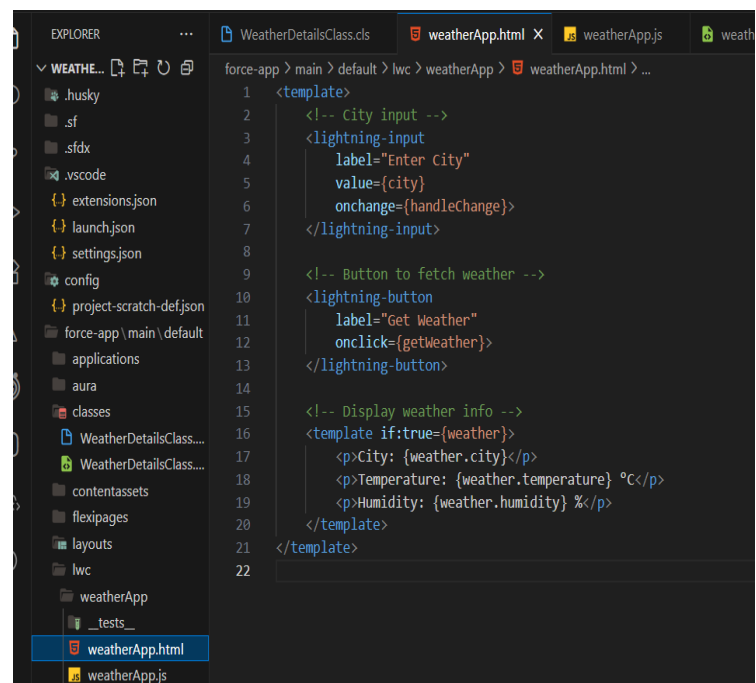 EXPLORER ···
WEATHE...
.husky
.sf
.sfdx
.vscode
{..} extensions.json
{..} launch.json
{..} settings.json
config
{..} project-scratch-def.json
force-app\main\default
applications
aura
classes
WeatherDetailsClass....
WeatherDetailsClass....
contentassets
flexipages
layouts
lwc
weatherApp
__tests__
weatherApp.html
JS weatherApp.js
WeatherDetailsClass.cls
5 weatherApp.html X
JS weatherApp.js
weath
force-app > main > default > lwc > weatherApp > 5 weatherApp.html > ...
1 <template>
2 <!-- City input -->
3 <lightning-input
4 label="Enter City"
5 value={city}
6 onchange={handleChange}>
7 </lightning-input>
8
9 <!-- Button to fetch weather -->
10 <lightning-button
11 label="Get Weather"
12 onclick={getWeather}>
13 </lightning-button>
14
15 <!-- Display weather info -->
16 <template if:true={weather}>
17 <p>City: {weather.city}</p>
18 <p>Temperature: {weather.temperature} °C</p>
19 <p>Humidity: {weather.humidity} %</p>
20 </template>
21 </template>
22